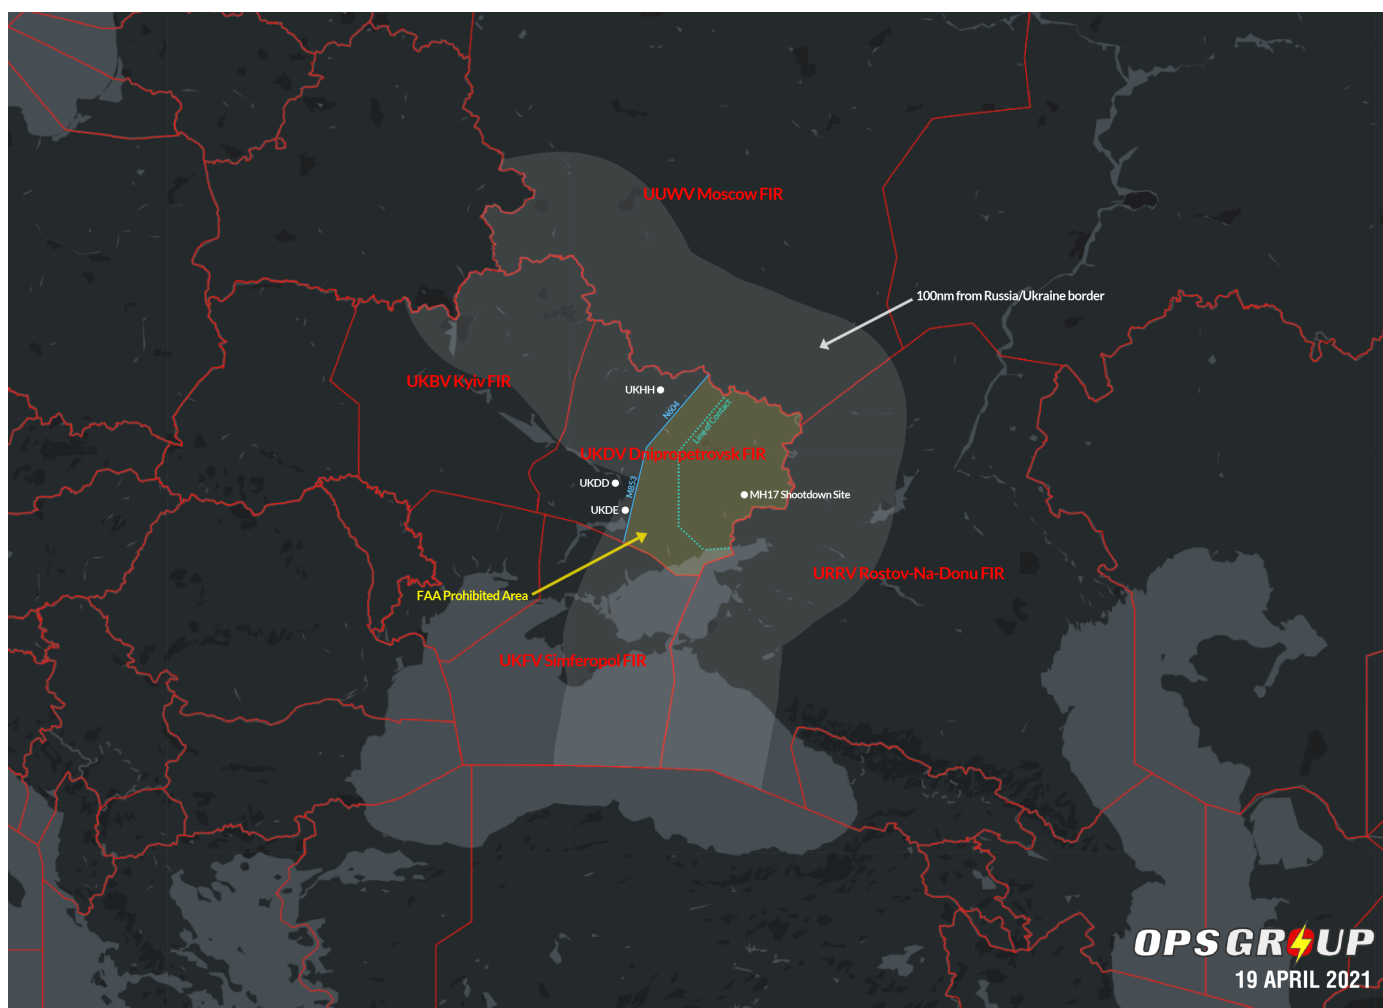 UUWV Moscow FIR
100nm from Russia/Ukraine border
UKBV Kyiv FIR
UKHH
N604
Line of Contact
UKDV Dnipropetrovsk FIR
UKDD
M853
MH17 Shootdown Site
UKDE
URRV Rostov-Na-Donu FIR
FAA Prohibited Area
UKFV Simferopol FIR
OPSGROUP
19 APRIL 2021